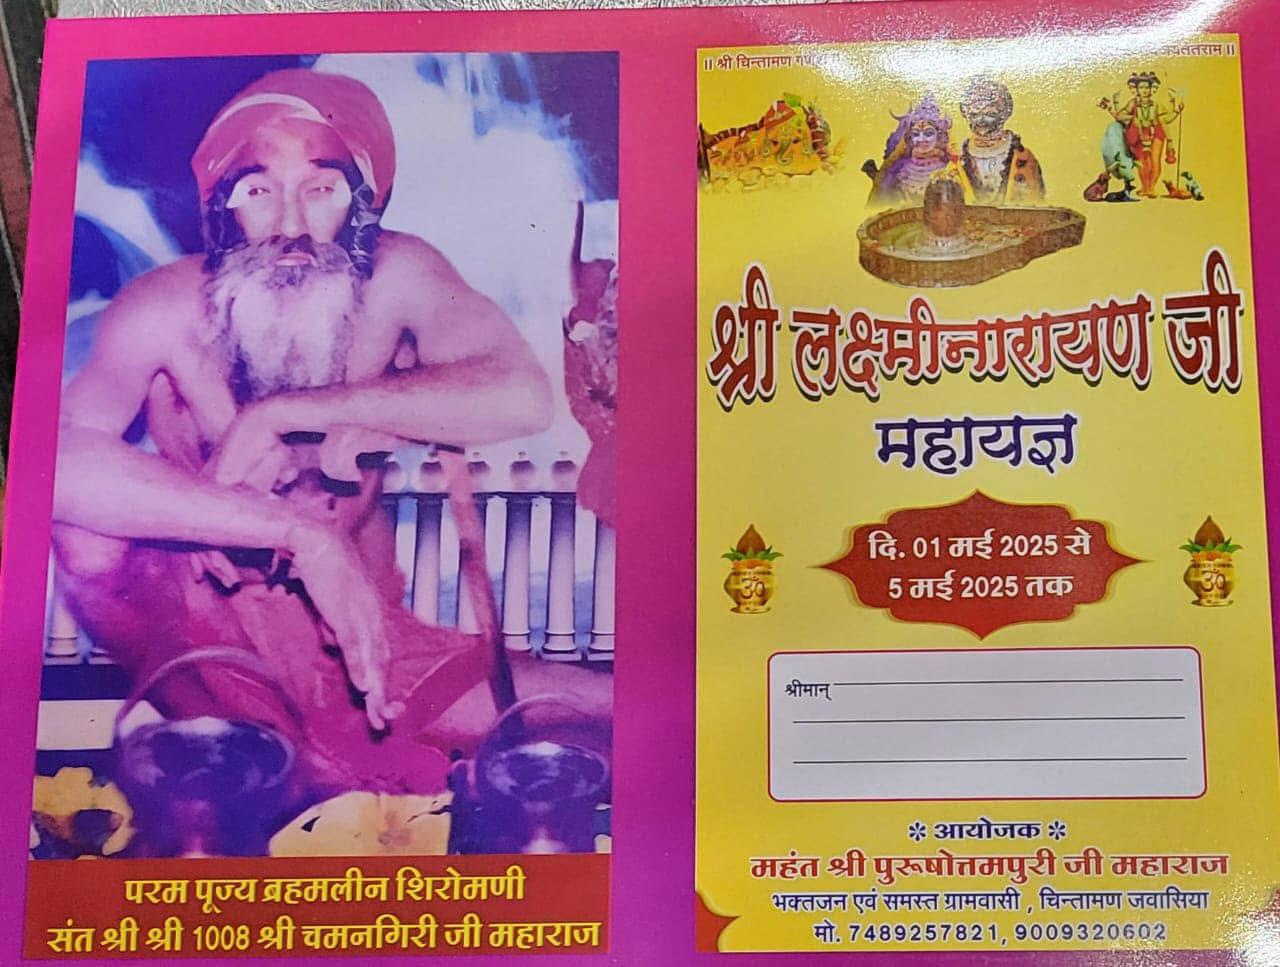 परम पूज्य ब्रहमलीन शिरोमणी
संत श्री श्री 1008 श्री चमनगिरी जी महाराज
॥ श्री चिन्तामण
श्री लक्ष्मीनारायण जी
महायज्ञ
दि. 01 मई 2025 से
5 मई 2025 तक
श्रीमान्
❇ आयोजक ❇
महंत श्री पुरूषोत्तमपुरी जी महाराज
भक्तजन एवं समस्त ग्रामवासी , चिन्तामण जवासिया
मो. 7489257821, 9009320602